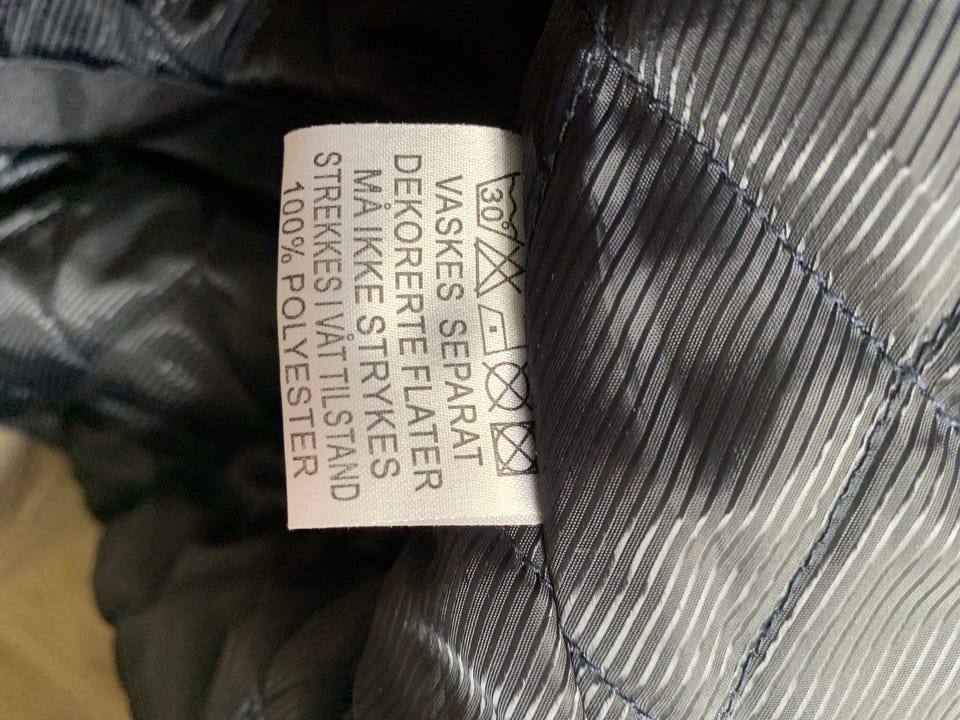 30°
VASKES SEPARAT
DEKORERTE FLATER
MÅ IKKE STRYKES
STREKKES I VÅT TILSTAND
100% POLYESTER